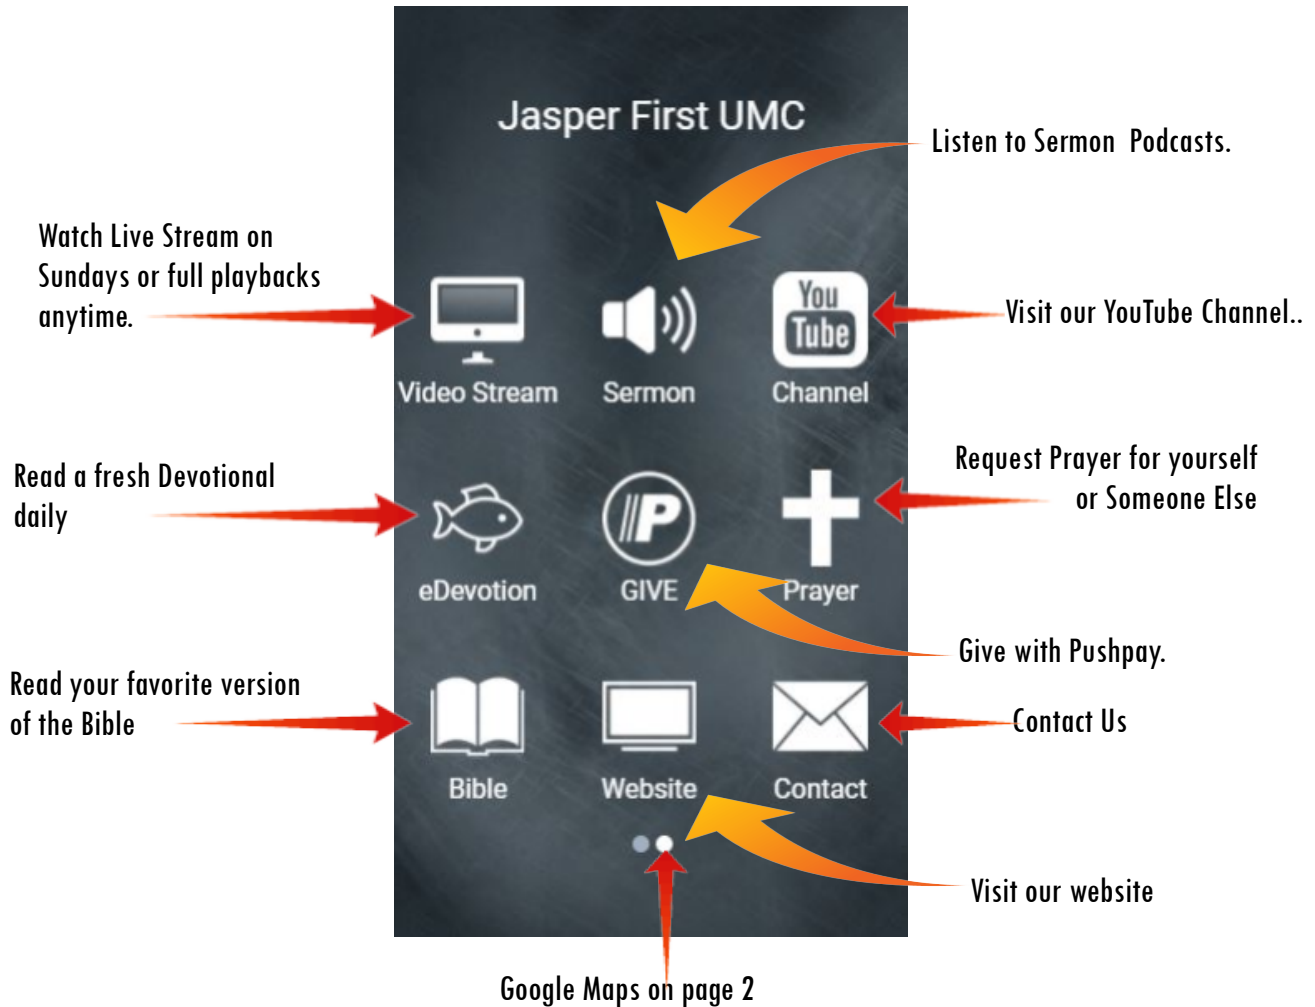 Jasper First UMC
Listen to Sermon Podcasts.
Watch Live Stream on
Sundays or full playbacks
anytime.
You
Tube
Visit our YouTube Channel..
Video Stream
Sermon
Channel
Read a fresh Devotional
daily
Request Prayer for yourself
or Someone Else
P
eDevotion
GIVE
Prayer
Give with Pushpay.
Read your favorite version
of the Bible
Contact Us
Bible
Website
Contact
Visit our website
Google Maps on page 2